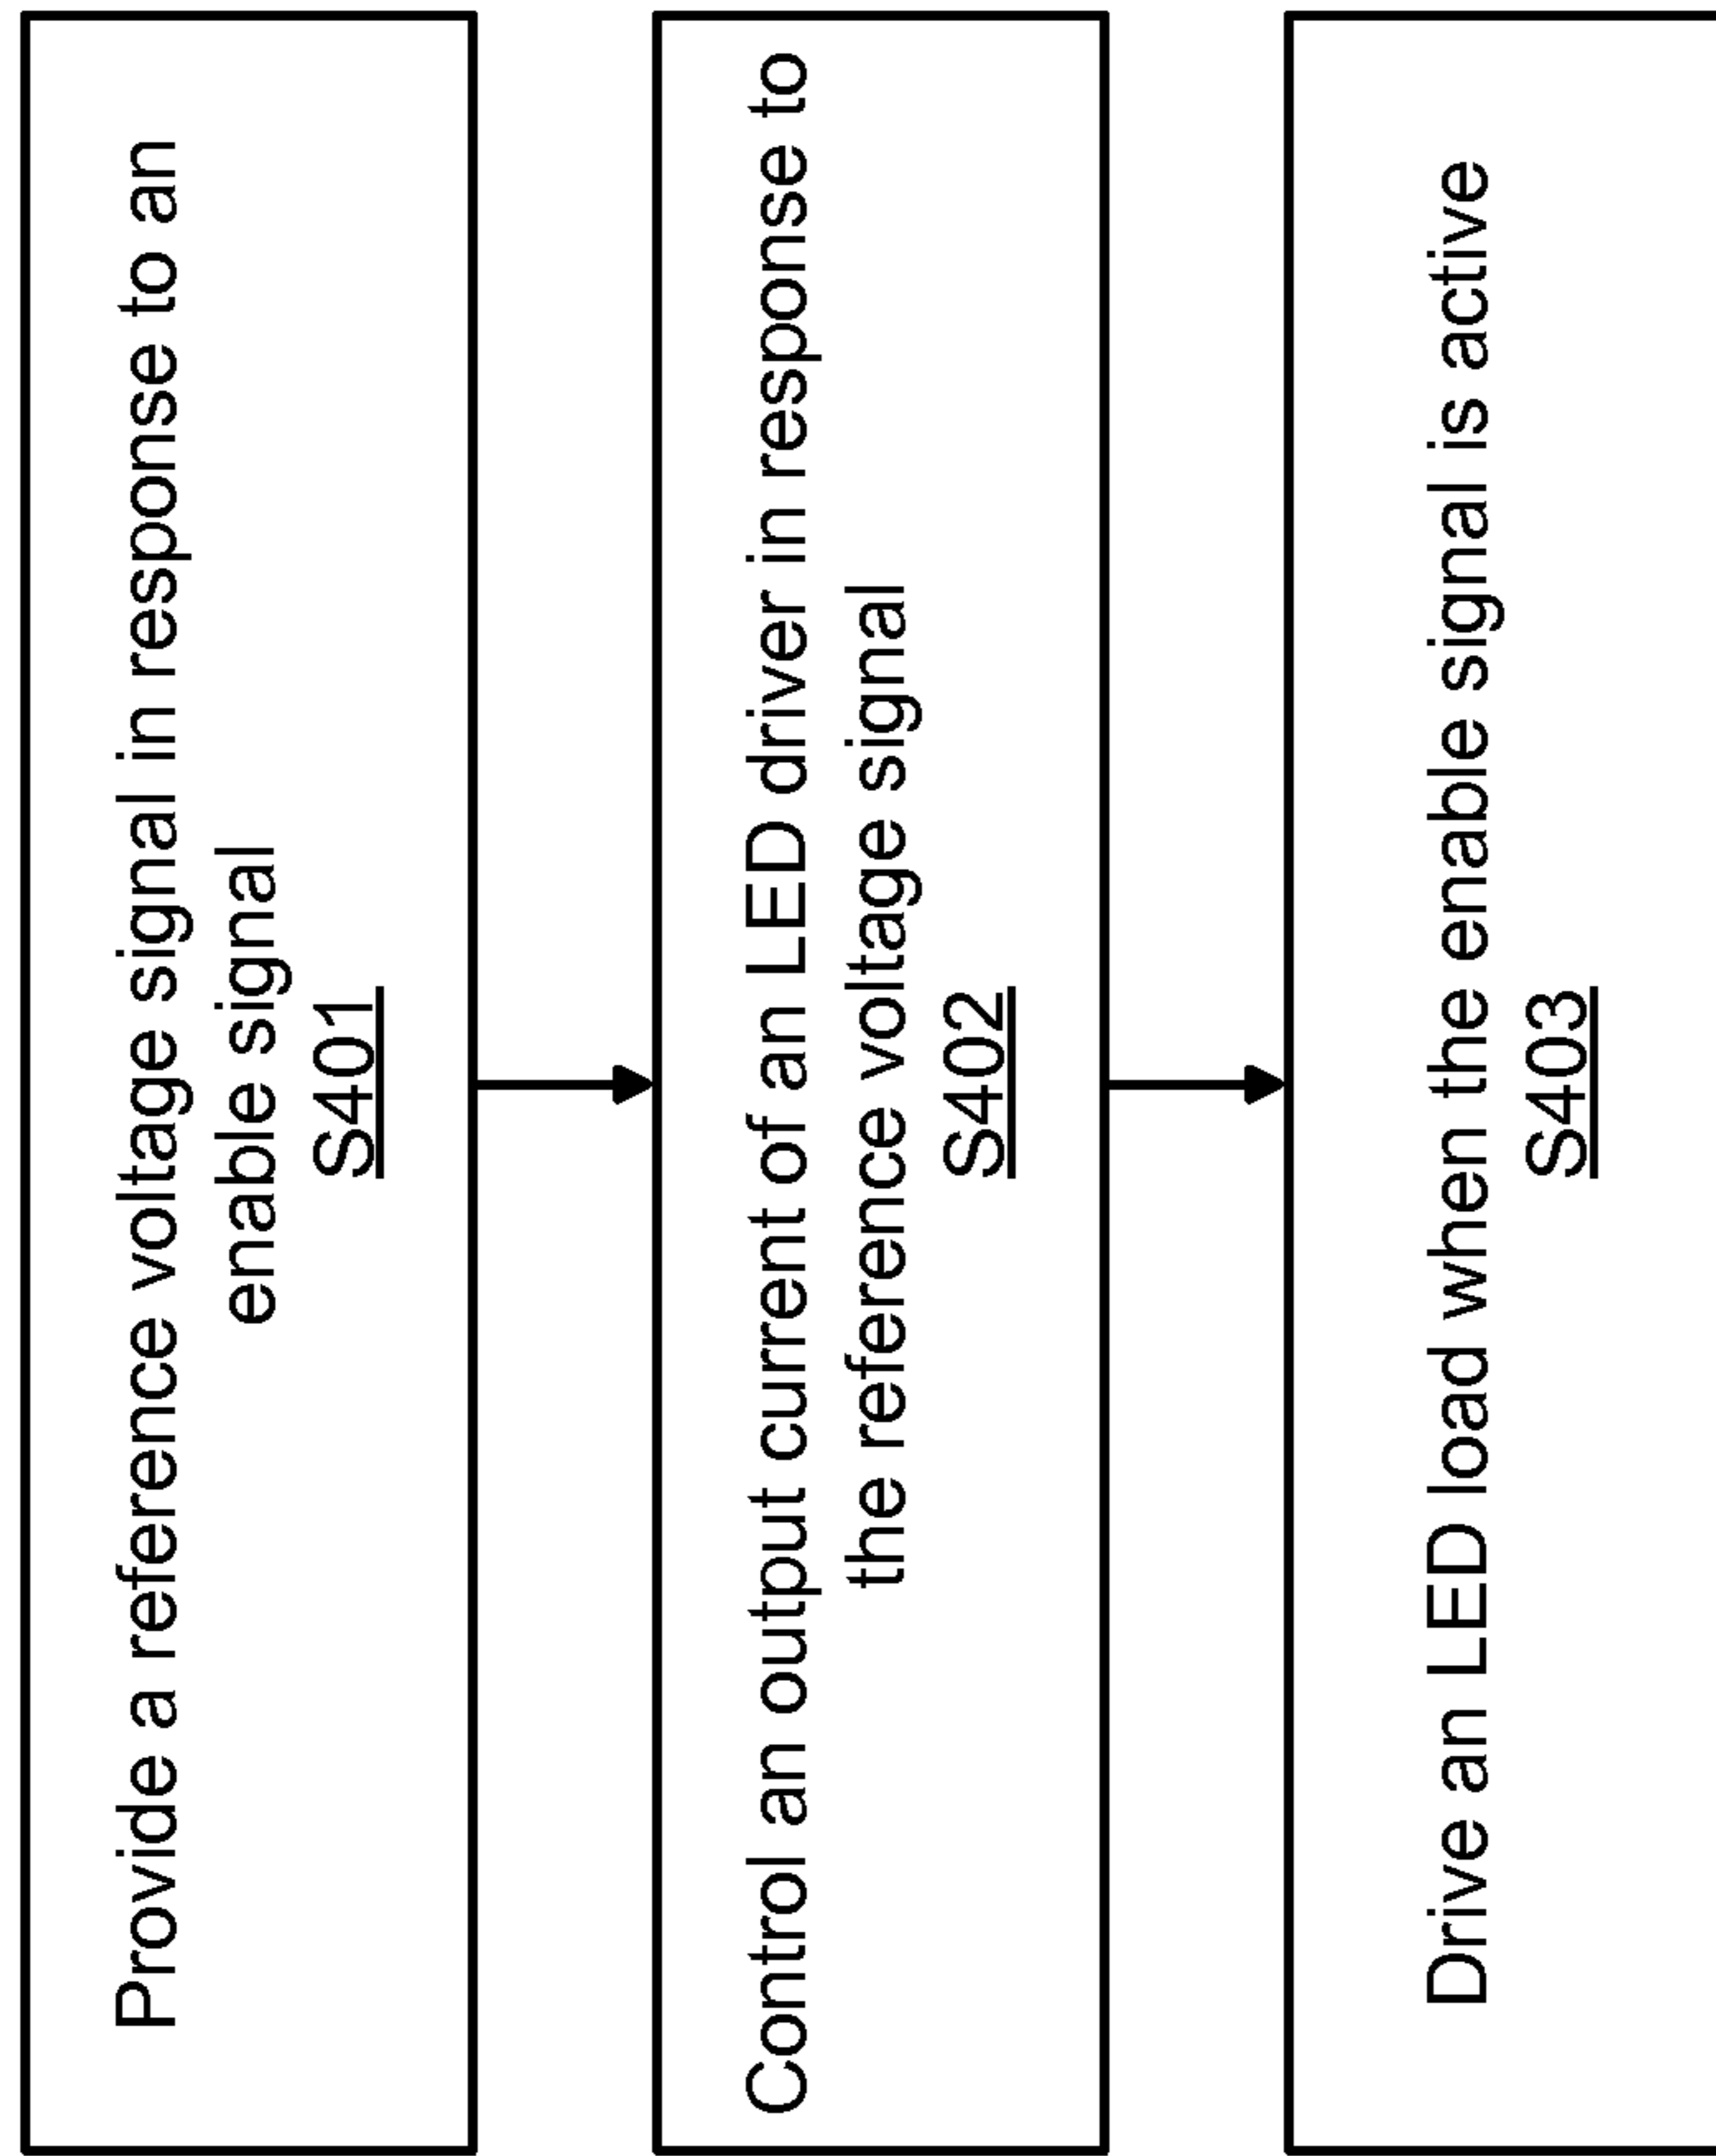 Provide a reference voltage signal in response to an
enable signal
S401
Control an output current of an LED driver in response to
the reference voltage signal
S402
Drive an LED load when the enable signal is active
S403